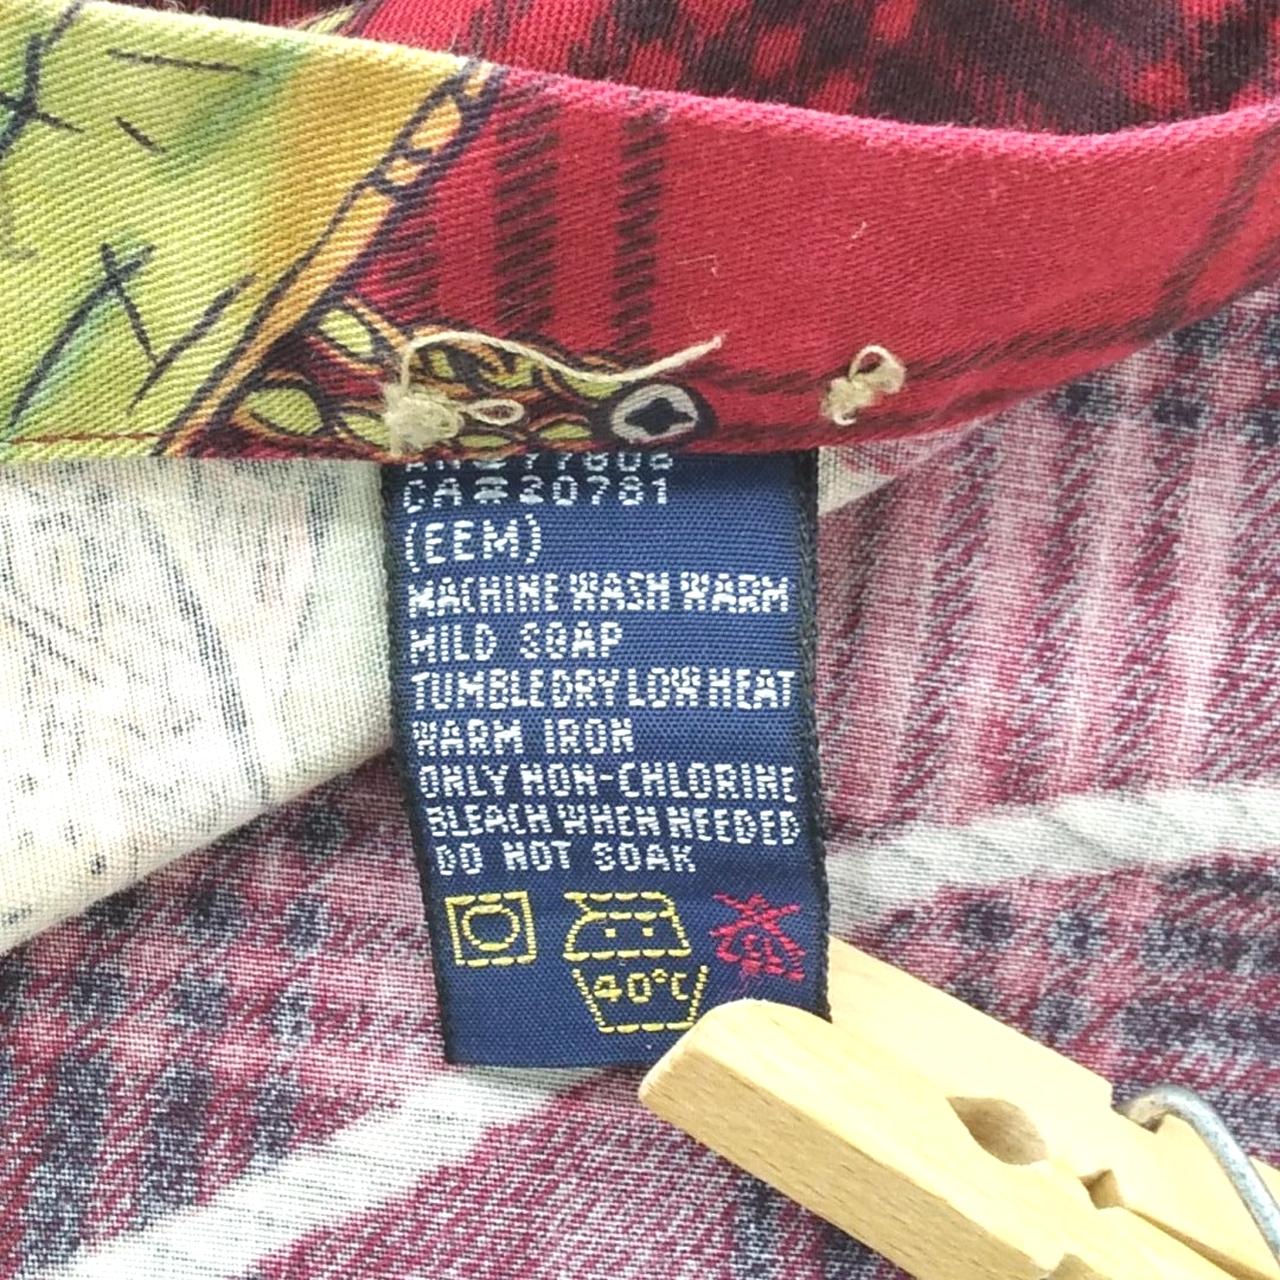 CA#20781
(EEM)
MACHINE WASH WARM
MILD SOAP
TUMBLE DRY LOW HEAT
WARM IRON
ONLY NON-CHLORINE
BLEACH WHEN NEEDED
DO NOT SOAK
40°C